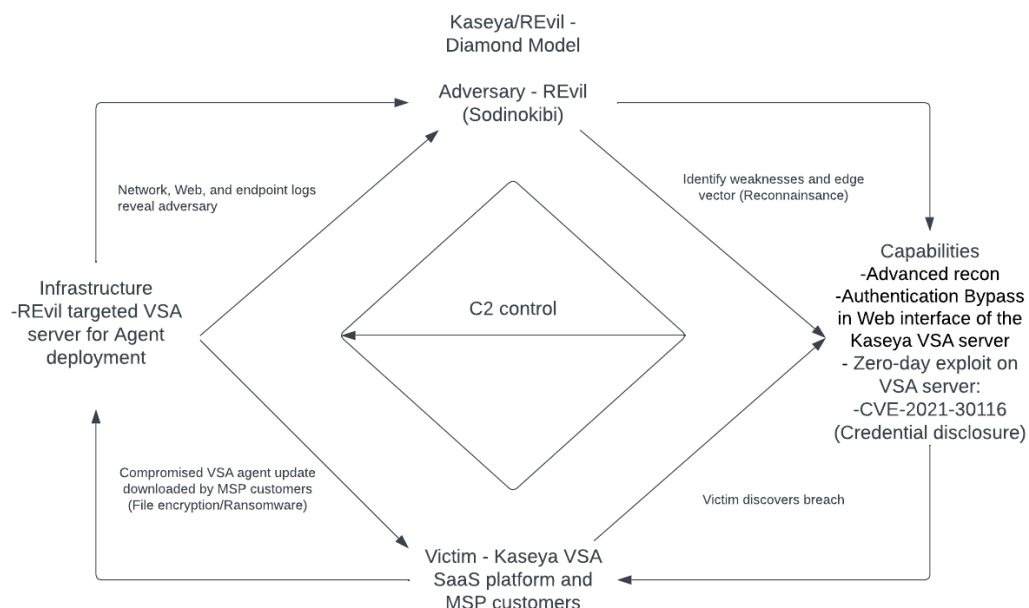 Kaseya/REvil -
Diamond Model
Adversary - REvil
(Sodinokibi)
Network, Web, and endpoint logs
reveal adversary
Identify weaknesses and edge
vector (Reconnainsance)
Infrastructure
-REvil targeted VSA
server for Agent
deployment
C2 control
Capabilities
-Advanced recon
-Authentication Bypass
in Web interface of the
Kaseya VSA server
- Zero-day exploit on
VSA server:
-CVE-2021-30116
(Credential disclosure)
Compromised VSA agent update
downloaded by MSP customers
(File encryption/Ransomware)
Victim discovers breach
Victim - Kaseya VSA
SaaS platform and
MSP customers